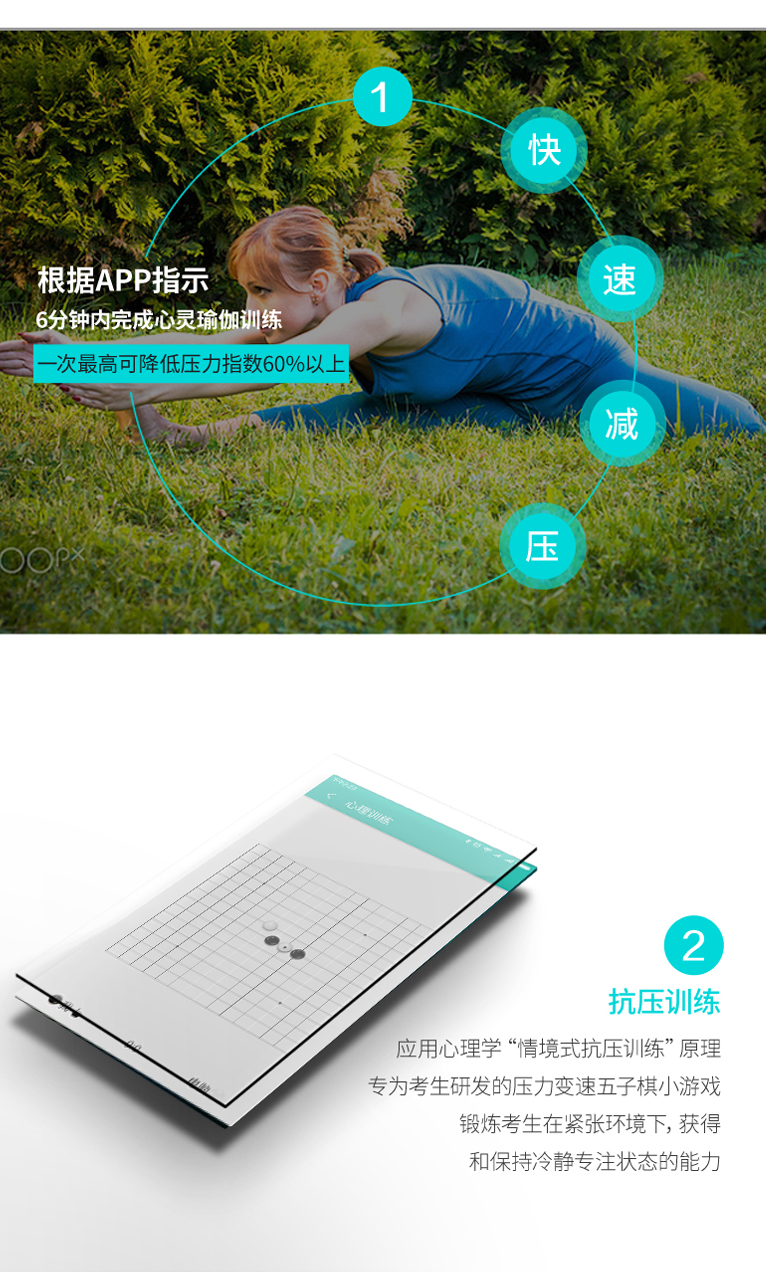 1
快
速
减
压
根据APP指示
6分钟内完成心灵瑜伽训练
一次最高可降低压力指数60%以上
心理训练
2
抗压训练
应用心理学“情境式抗压训练”原理
专为考生研发的压力变速五子棋小游戏
锻炼考生在紧张环境下,获得
和保持冷静专注状态的能力